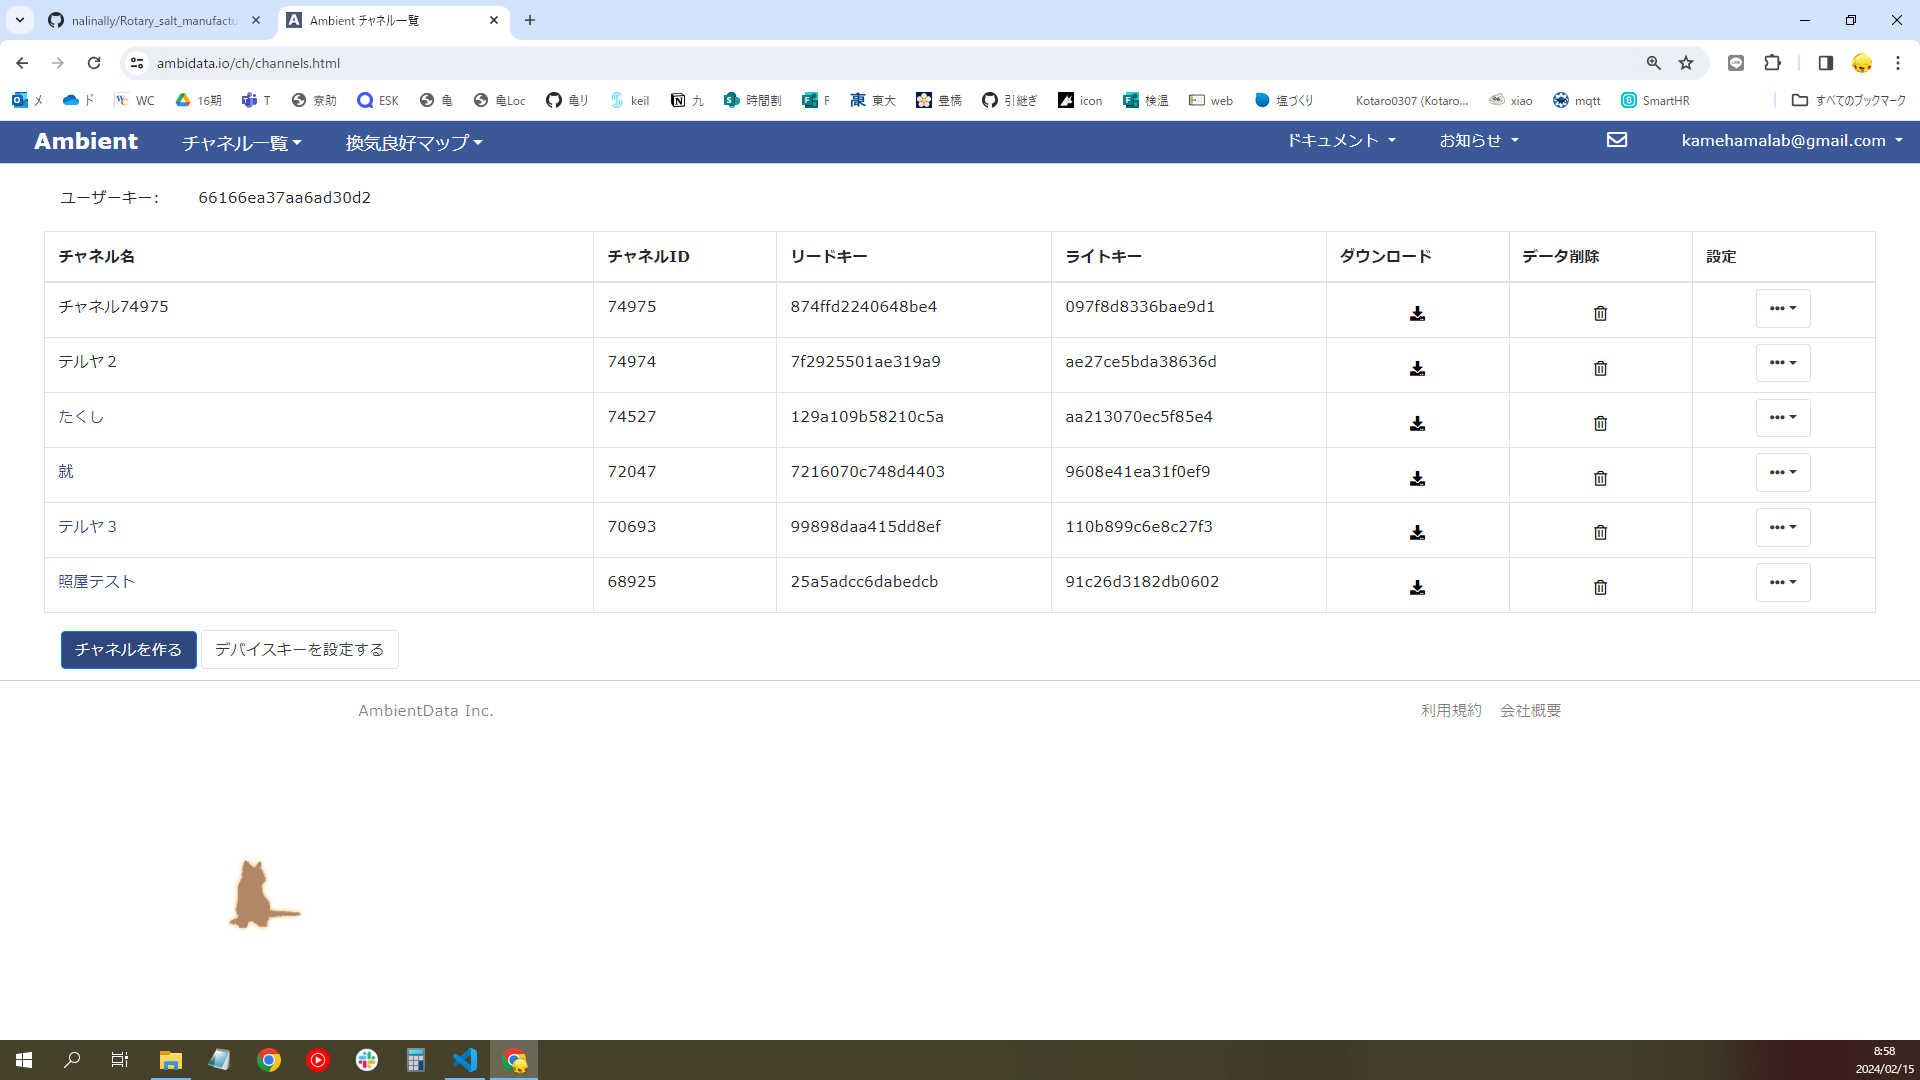 nalinally/Rotary_salt_manufactu
Ambient チャネル一覧
ambidata.io/ch/channels.html
メ ド WC 16期 T 寮助 ESK 亀 亀Loc 亀リ keil 九 時間割 F 東大 豊橋 引継ぎ icon 検温 web 塩づくり Kotaro0307 (Kotaro... xiao mqtt SmartHR すべてのブックマーク
Ambient チャネル一覧 換気良好マップ ドキュメント お知らせ kamehamalab@gmail.com
ユーザーキー: 66166ea37aa6ad30d2
チャネル名 チャネルID リードキー ライトキー ダウンロード データ削除 設定
チャネル74975 74975 874ffd2240648be4 097f8d8336bae9d1
テルヤ２ 74974 7f2925501ae319a9 ae27ce5bda38636d
たくし 74527 129a109b58210c5a aa213070ec5f85e4
就 72047 7216070c748d4403 9608e41ea31f0ef9
テルヤ３ 70693 99898daa415dd8ef 110b899c6e8c27f3
照屋テスト 68925 25a5adcc6dabedcb 91c26d3182db0602
チャネルを作る デバイスキーを設定する
AmbientData Inc. 利用規約 会社概要
8:58
2024/02/15